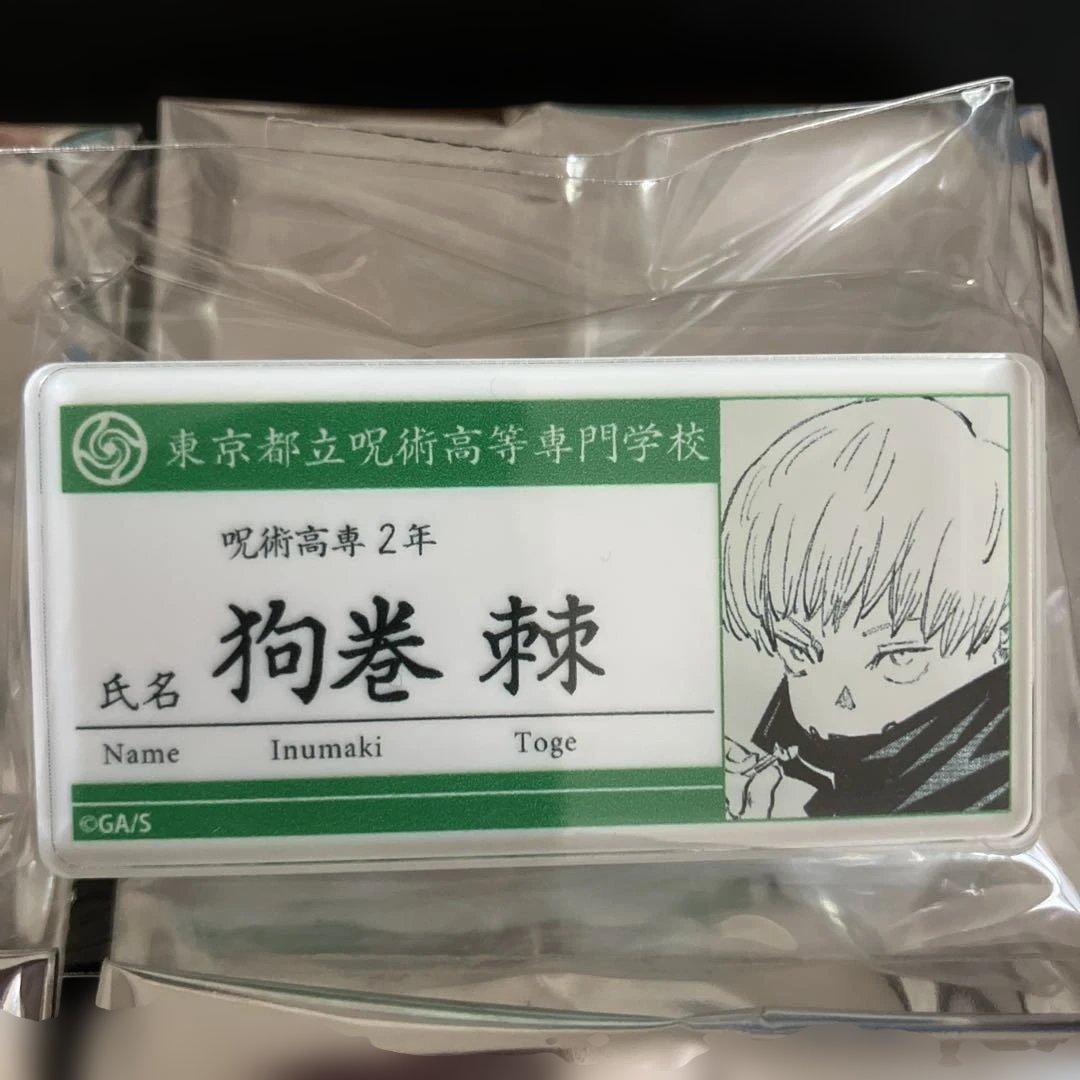 東京都立呪術高等専門学校
呪術高専 2年
氏名 狗巻 棘
Name Inumaki Toge
©GA/S